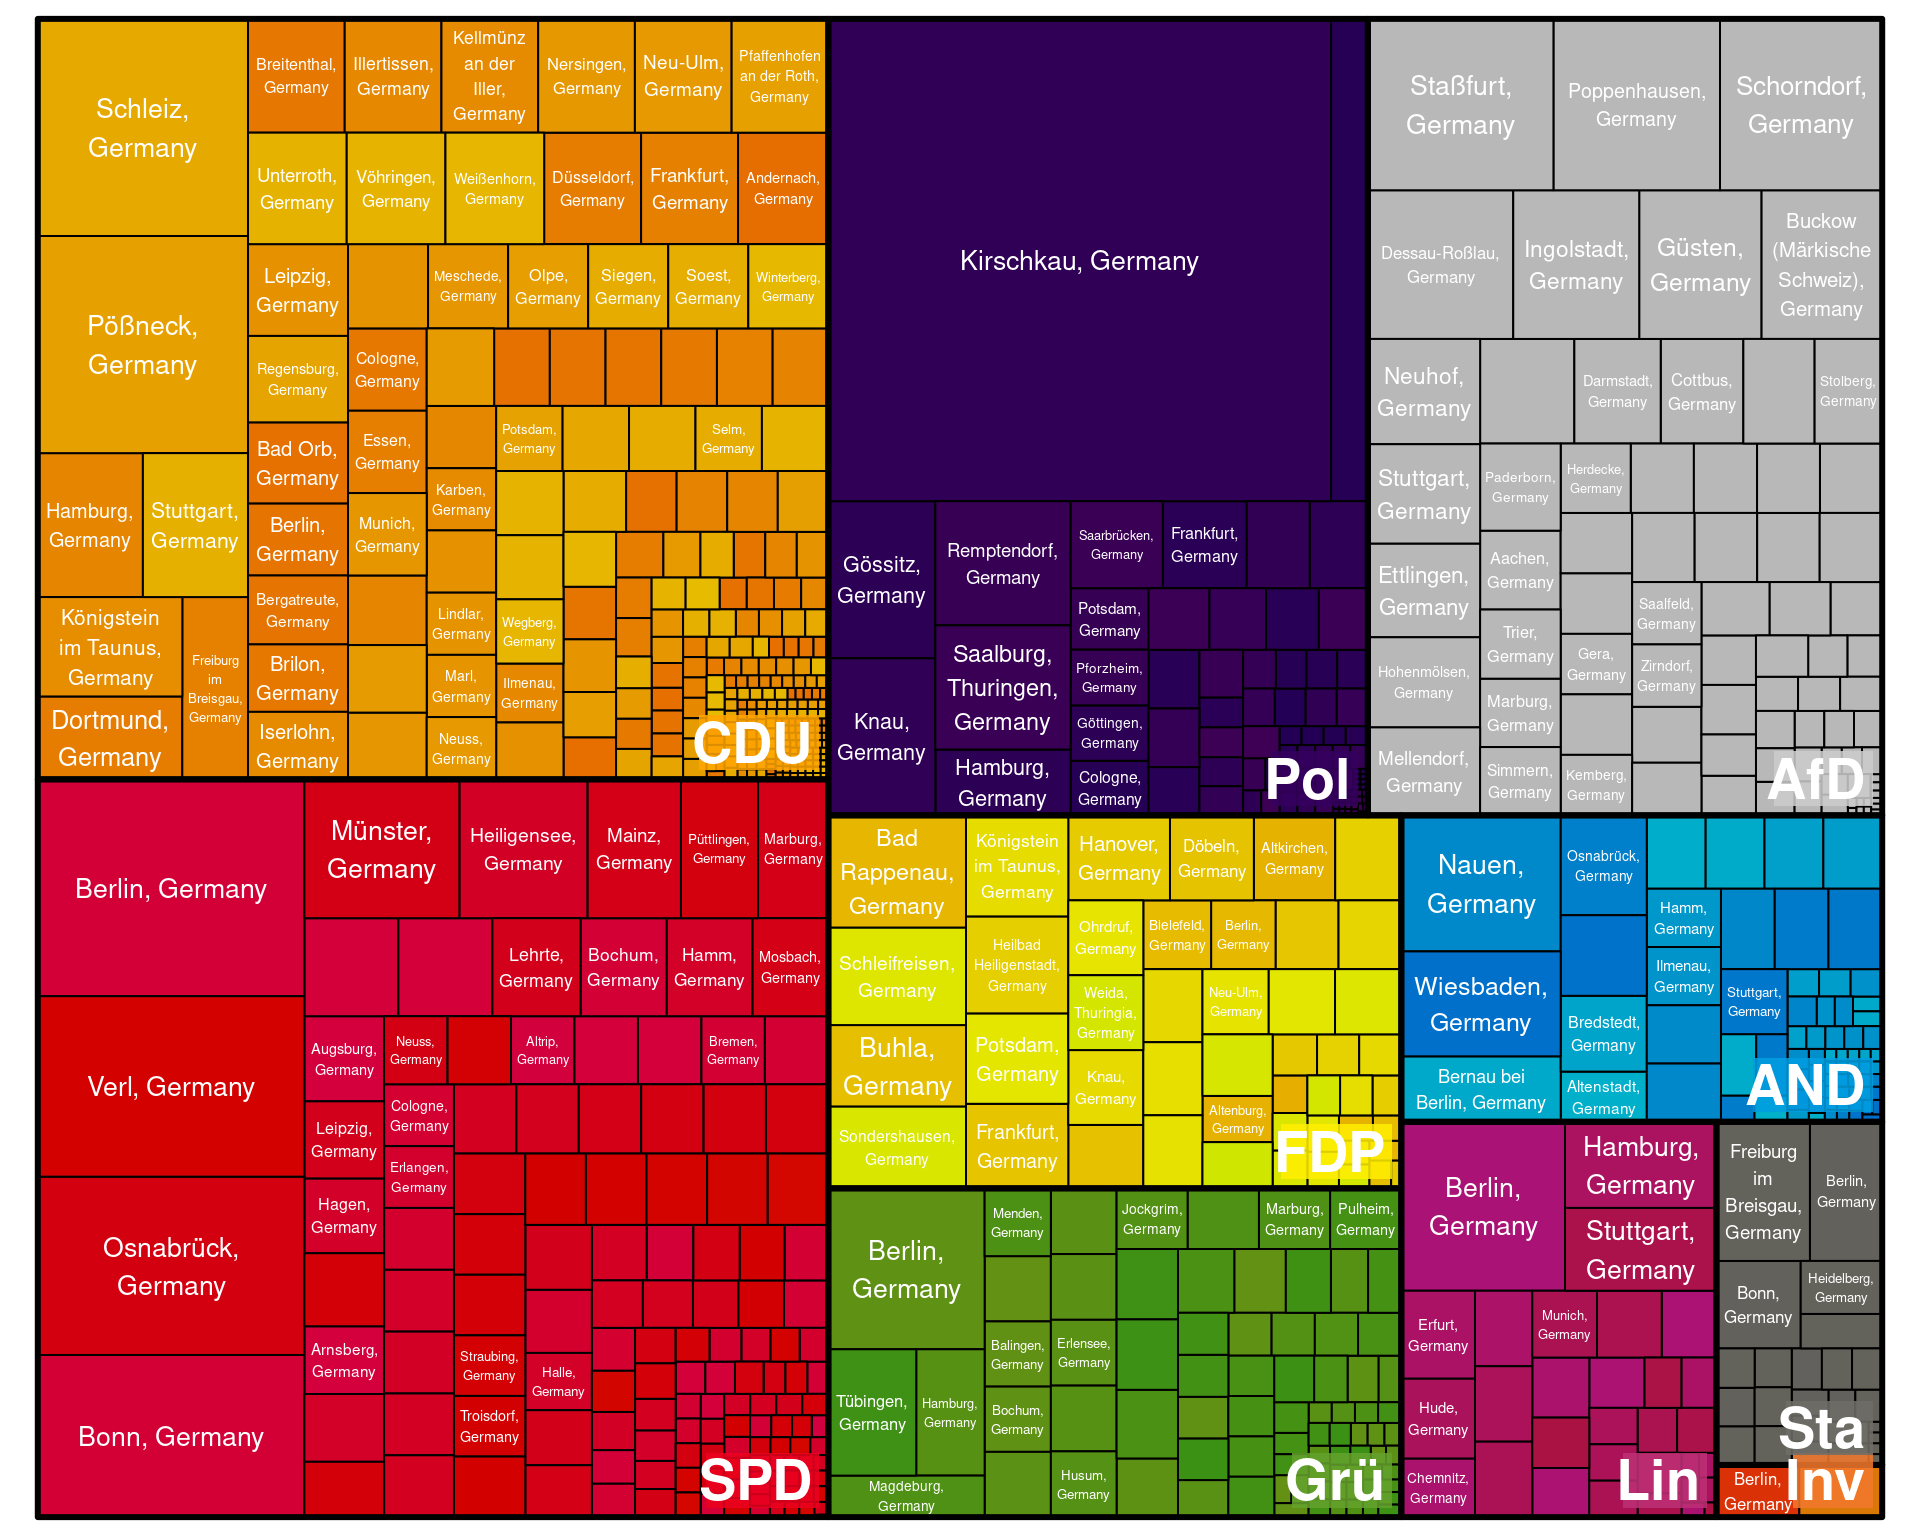 Schleiz,
Germany
Pößneck,
Germany
Hamburg,
Germany
Stuttgart,
Germany
Königstein
im Taunus,
Germany
Freiburg
im
Breisgau,
Germany
Dortmund,
Germany
Breitenthal,
Germany
Illertissen,
Germany
Kellmünz
an der
Iller,
Germany
Nersingen,
Germany
Neu-Ulm,
Germany
Pfaffenhofen
an der Roth,
Germany
Unterroth,
Germany
Vöhringen,
Germany
Weißenhorn,
Germany
Düsseldorf,
Germany
Frankfurt,
Germany
Andernach,
Germany
Leipzig,
Germany
Regensburg,
Germany
Bad Orb,
Germany
Berlin,
Germany
Bergatreute,
Germany
Brilon,
Germany
Iserlohn,
Germany
Meschede,
Germany
Olpe,
Germany
Siegen,
Germany
Soest,
Germany
Winterberg,
Germany
Cologne,
Germany
Essen,
Germany
Munich,
Germany
Karben,
Germany
Lindlar,
Germany
Marl,
Germany
Neuss,
Germany
Potsdam,
Germany
Selm,
Germany
Wegberg,
Germany
Ilmenau,
Germany
CDU
Kirschkau, Germany
Gössitz,
Germany
Knau,
Germany
Remptendorf,
Germany
Saalburg,
Thuringen,
Germany
Hamburg,
Germany
Saarbrücken,
Germany
Frankfurt,
Germany
Potsdam,
Germany
Pforzheim,
Germany
Göttingen,
Germany
Cologne,
Germany
Pol
Staßfurt,
Germany
Poppenhausen,
Germany
Schorndorf,
Germany
Dessau-Roßlau,
Germany
Ingolstadt,
Germany
Güsten,
Germany
Buckow
(Märkische
Schweiz),
Germany
Neuhof,
Germany
Stuttgart,
Germany
Ettlingen,
Germany
Hohenmölsen,
Germany
Mellendorf,
Germany
Darmstadt,
Germany
Cottbus,
Germany
Stolberg,
Germany
Paderborn,
Germany
Aachen,
Germany
Trier,
Germany
Marburg,
Germany
Simmern,
Germany
Herdecke,
Germany
Gera,
Germany
Kemberg,
Germany
Saalfeld,
Germany
Zirndorf,
Germany
AfD
Berlin, Germany
Verl, Germany
Osnabrück,
Germany
Bonn, Germany
Münster,
Germany
Heiligensee,
Germany
Mainz,
Germany
Püttlingen,
Germany
Marburg,
Germany
Lehrte,
Germany
Bochum,
Germany
Hamm,
Germany
Mosbach,
Germany
Augsburg,
Germany
Leipzig,
Germany
Hagen,
Germany
Arnsberg,
Germany
Neuss,
Germany
Altrip,
Germany
Bremen,
Germany
Cologne,
Germany
Erlangen,
Germany
Straubing,
Germany
Troisdorf,
Germany
Halle,
Germany
SPD
Bad
Rappenau,
Germany
Schleifreisen,
Germany
Buhla,
Germany
Sondershausen,
Germany
Königstein
im Taunus,
Germany
Heilbad
Heiligenstadt,
Germany
Potsdam,
Germany
Frankfurt,
Germany
Hanover,
Germany
Döbeln,
Germany
Altkirchen,
Germany
Ohrdruf,
Germany
Weida,
Thuringia,
Germany
Knau,
Germany
Bielefeld,
Germany
Berlin,
Germany
Neu-Ulm,
Germany
Altenburg,
Germany
FDP
Nauen,
Germany
Wiesbaden,
Germany
Bernau bei
Berlin, Germany
Osnabrück,
Germany
Bredstedt,
Germany
Altenstadt,
Germany
Hamm,
Germany
Ilmenau,
Germany
Stuttgart,
Germany
AND
Berlin,
Germany
Tübingen,
Germany
Hamburg,
Germany
Magdeburg,
Germany
Menden,
Germany
Balingen,
Germany
Bochum,
Germany
Erlensee,
Germany
Husum,
Germany
Jockgrim,
Germany
Marburg,
Germany
Pulheim,
Germany
Grü
Berlin,
Germany
Hamburg,
Germany
Stuttgart,
Germany
Erfurt,
Germany
Hude,
Germany
Chemnitz,
Germany
Munich,
Germany
Lin
Freiburg
im
Breisgau,
Germany
Berlin,
Germany
Bonn,
Germany
Heidelberg,
Germany
Sta
Berlin,
Germany
Inv